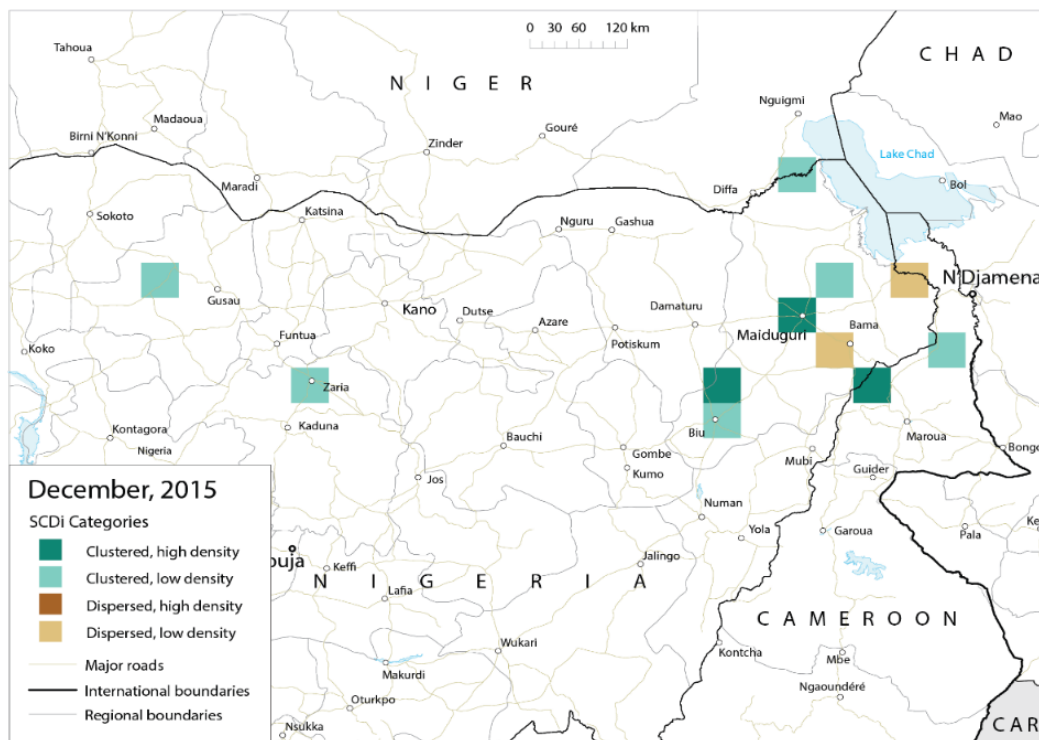 0 30 60 120 km
CHAD
Tahoua
NIGER
Nguigmi
Madaoua
Mao
Birni N'Konni
Gouré
Zinder
Lake Chad
Maradi
Diffa
Bol
Sokoto
Katsina
Nguru
Gashua
N'Djamena
Gusau
Kano
Dutse
Damaturu
Azare
Maiduguri
Bama
Funtua
Potiskum
Koko
Zaria
Kontagora
Kaduna
Biu
Maroua
Nigeria
Bauchi
Gombe
Mubi
Bongo
Kumo
Guider
Jos
Numan
Yola
Garoua
Pala
Ke
December, 2015
SCDi Categories
Clustered, high density
Clustered, low density
Dispersed, high density
Dispersed, low density
Major roads
International boundaries
Regional boundaries
buja
Keffi
NIGERIA
Jalingo
Lafia
CAMEROON
Wukari
Kontcha
Mbe
Makurdi
Ngaoundéré
Oturkpo
Nsukka
CAR